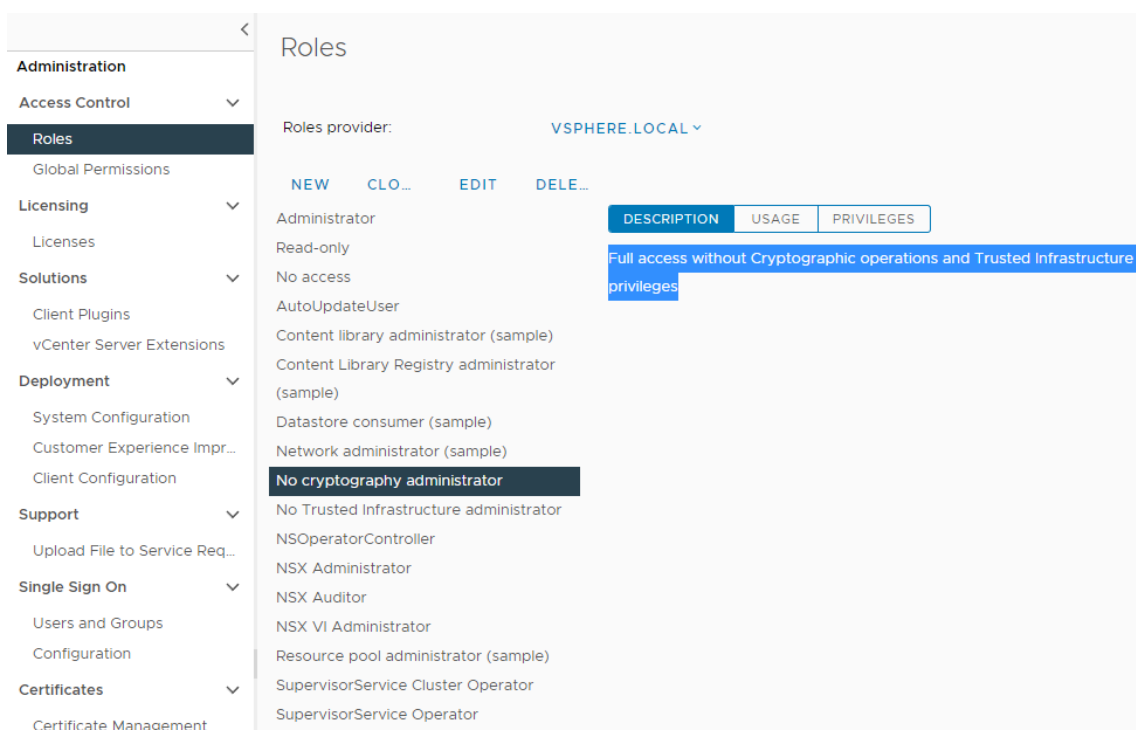 Administration
Access Control
Roles
Global Permissions
Licensing
Licenses
Solutions
Client Plugins
vCenter Server Extensions
Deployment
System Configuration
Customer Experience Impr...
Client Configuration
Support
Upload File to Service Req...
Single Sign On
Users and Groups
Configuration
Certificates
Certificate Management
Roles
Roles provider: VSPHERE.LOCAL
NEW CLO... EDIT DELE...
Administrator
Read-only
No access
AutoUpdateUser
Content library administrator (sample)
Content Library Registry administrator
(sample)
Datastore consumer (sample)
Network administrator (sample)
No cryptography administrator
No Trusted Infrastructure administrator
NSOperatorController
NSX Administrator
NSX Auditor
NSX VI Administrator
Resource pool administrator (sample)
SupervisorService Cluster Operator
SupervisorService Operator
DESCRIPTION USAGE PRIVILEGES
Full access without Cryptographic operations and Trusted Infrastructure
privileges